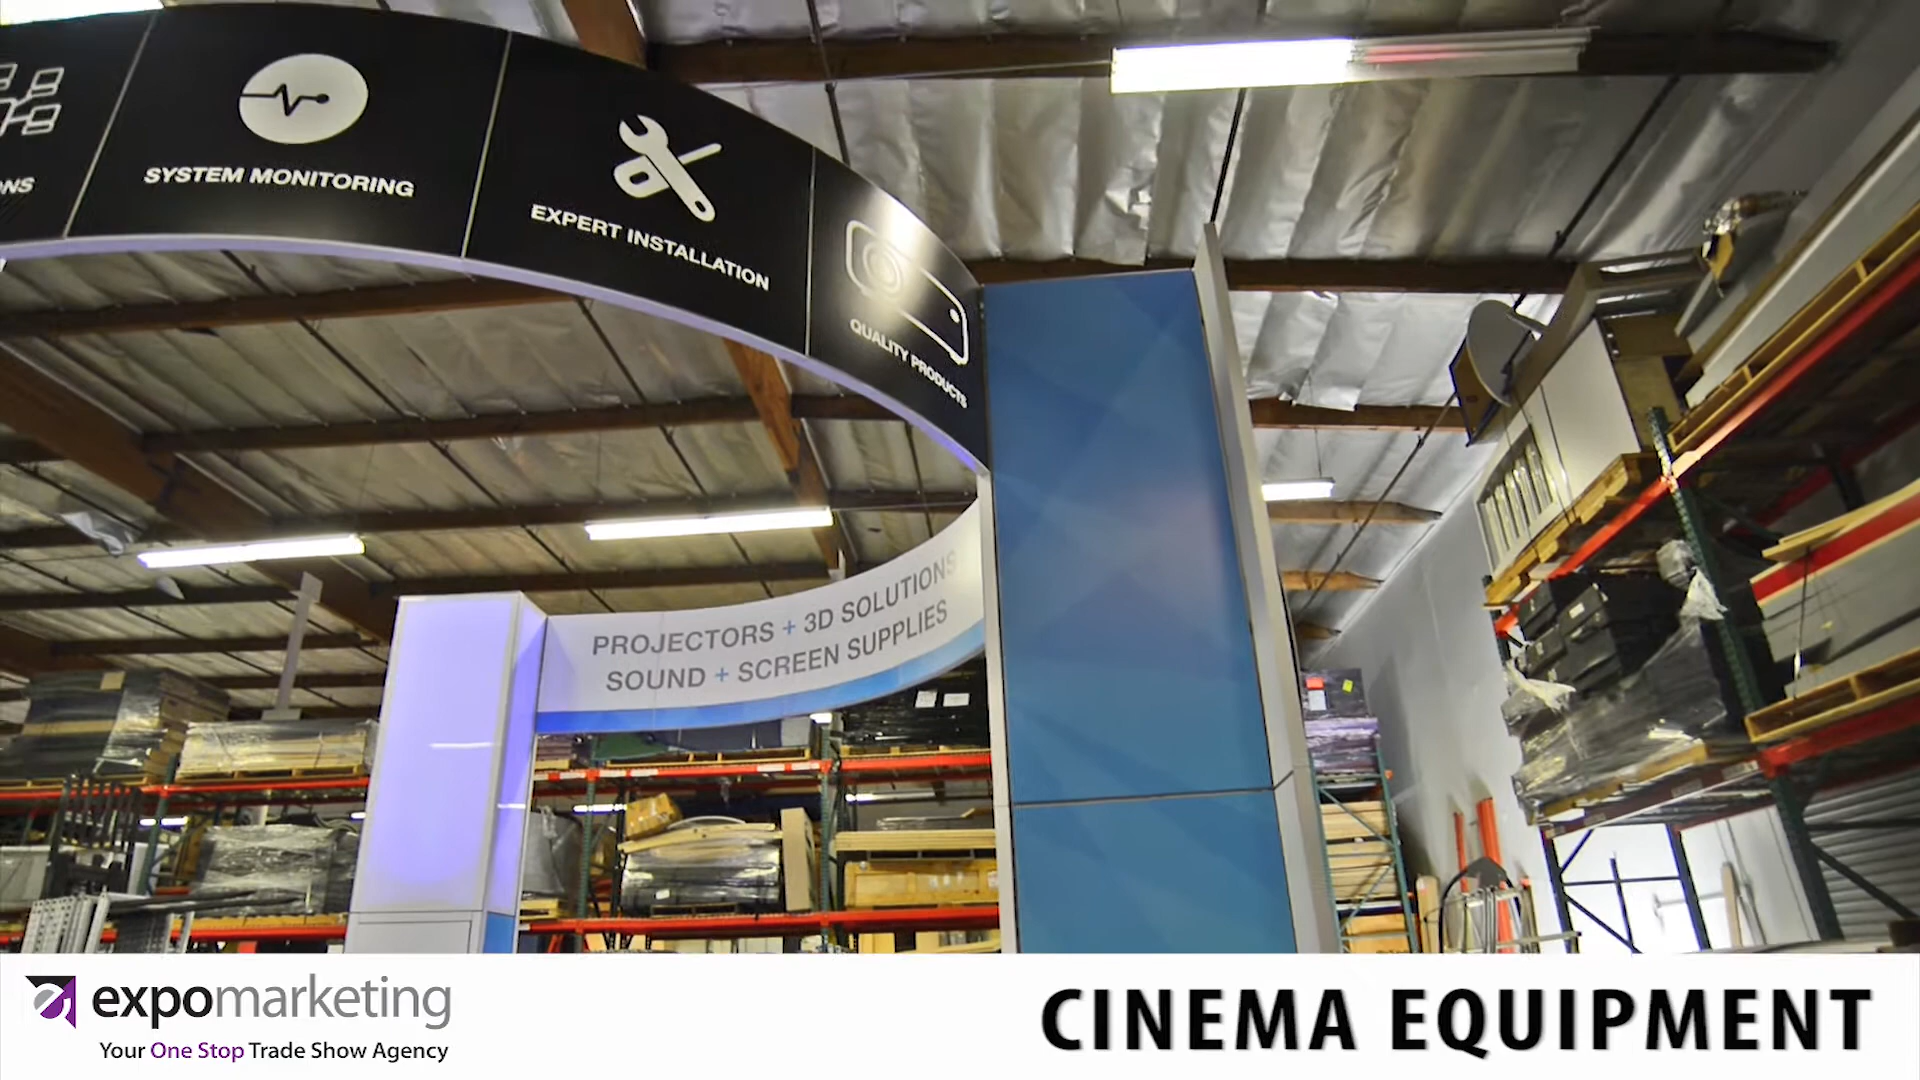 NS
SYSTEM MONITORING
EXPERT INSTALLATION
QUALITY PRODUCTS
PROJECTORS + 3D SOLUTIONS
SOUND + SCREEN SUPPLIES
expomarketing
Your One Stop Trade Show Agency
CINEMA EQUIPMENT